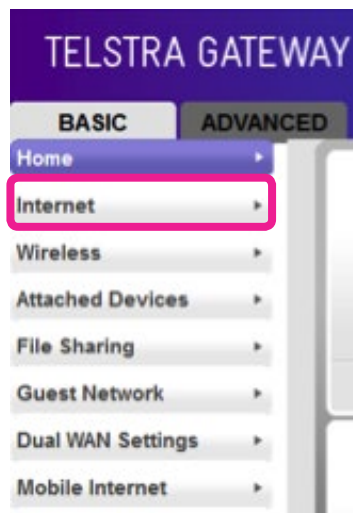 TELSTRA GATEWAY
BASIC ADVANCED
Home
Internet
Wireless
Attached Devices
File Sharing
Guest Network
Dual WAN Settings
Mobile Internet